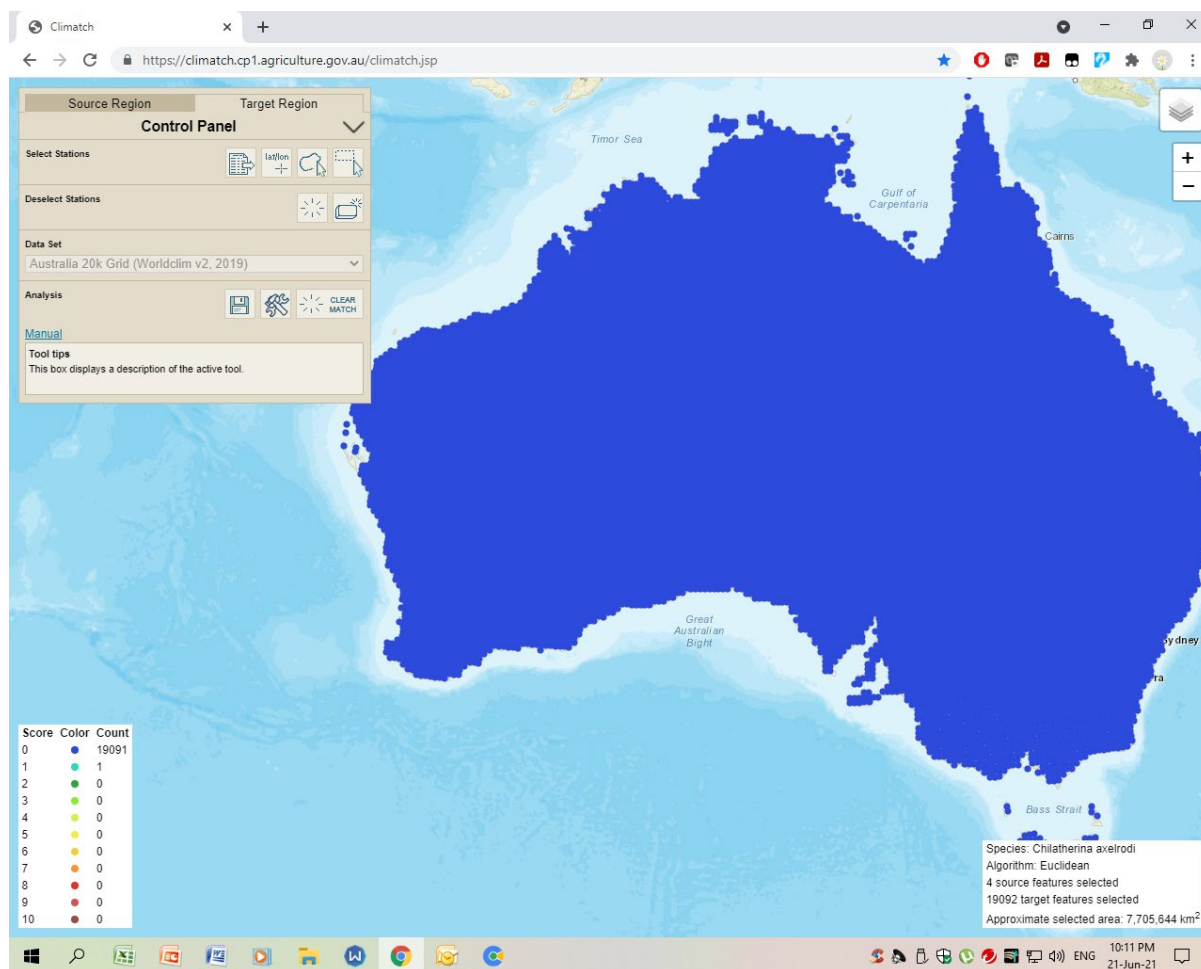 Climatch
https://climatch.cp1.agriculture.gov.au/climatch.jsp
Source Region Target Region
Control Panel
Select Stations
lat/lon
Deselect Stations
Data Set
Australia 20k Grid (Worldclim v2, 2019)
Analysis
CLEAR
MATCH
Manual
Tool tips
This box displays a description of the active tool.
Timor Sea
Gulf of
Carpentaria
Cairns
Great
Australian
Bight
ydney
ra
Bass Strait
+
−
Score Color Count
0 19091
1 1
2 0
3 0
4 0
5 0
6 0
7 0
8 0
9 0
10 0
Species: Chilatherina axelrodi
Algorithm: Euclidean
4 source features selected
19092 target features selected
Approximate selected area: 7,705,644 km²
ENG
10:11 PM
21-Jun-21